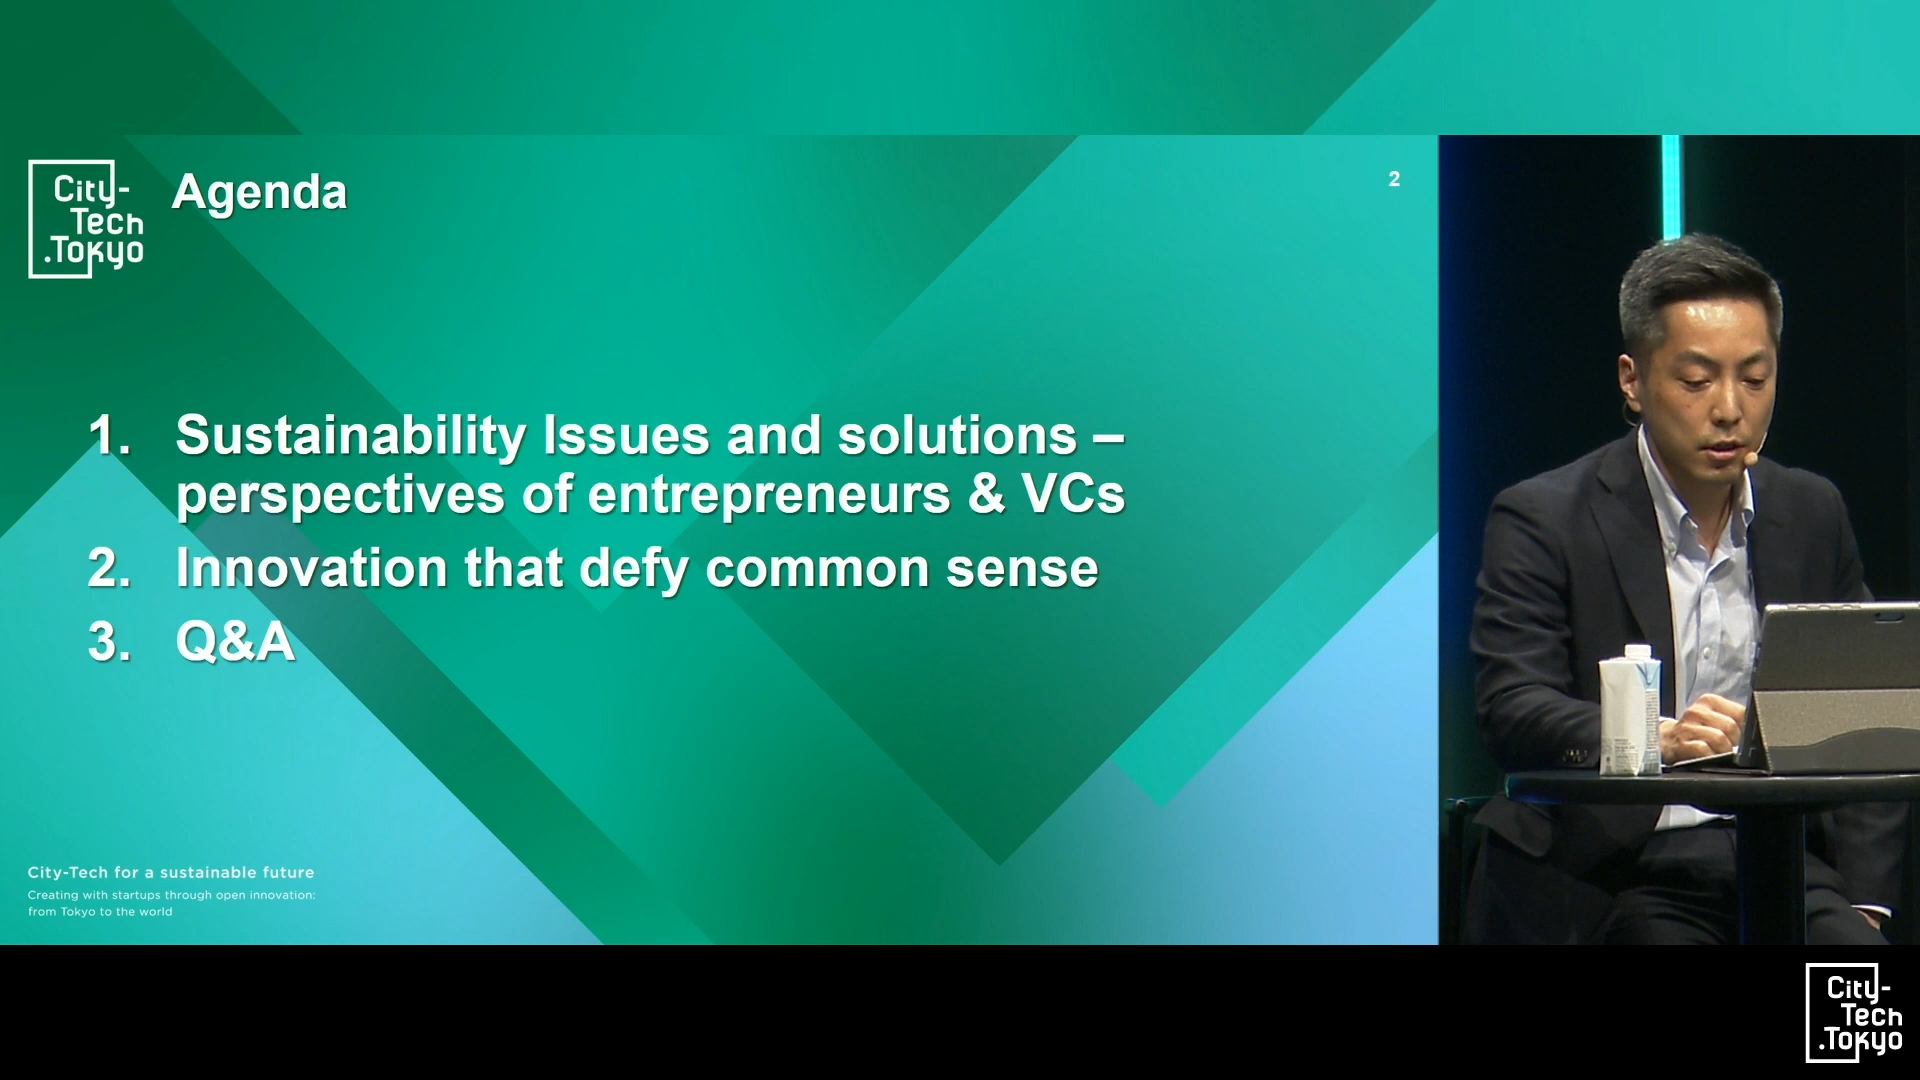 City-
Tech
.Tokyo
Agenda
2
1. Sustainability Issues and solutions –
perspectives of entrepreneurs & VCs
2. Innovation that defy common sense
3. Q&A
City-Tech for a sustainable future
Creating with startups through open innovation:
from Tokyo to the world
City-
Tech
.Tokyo